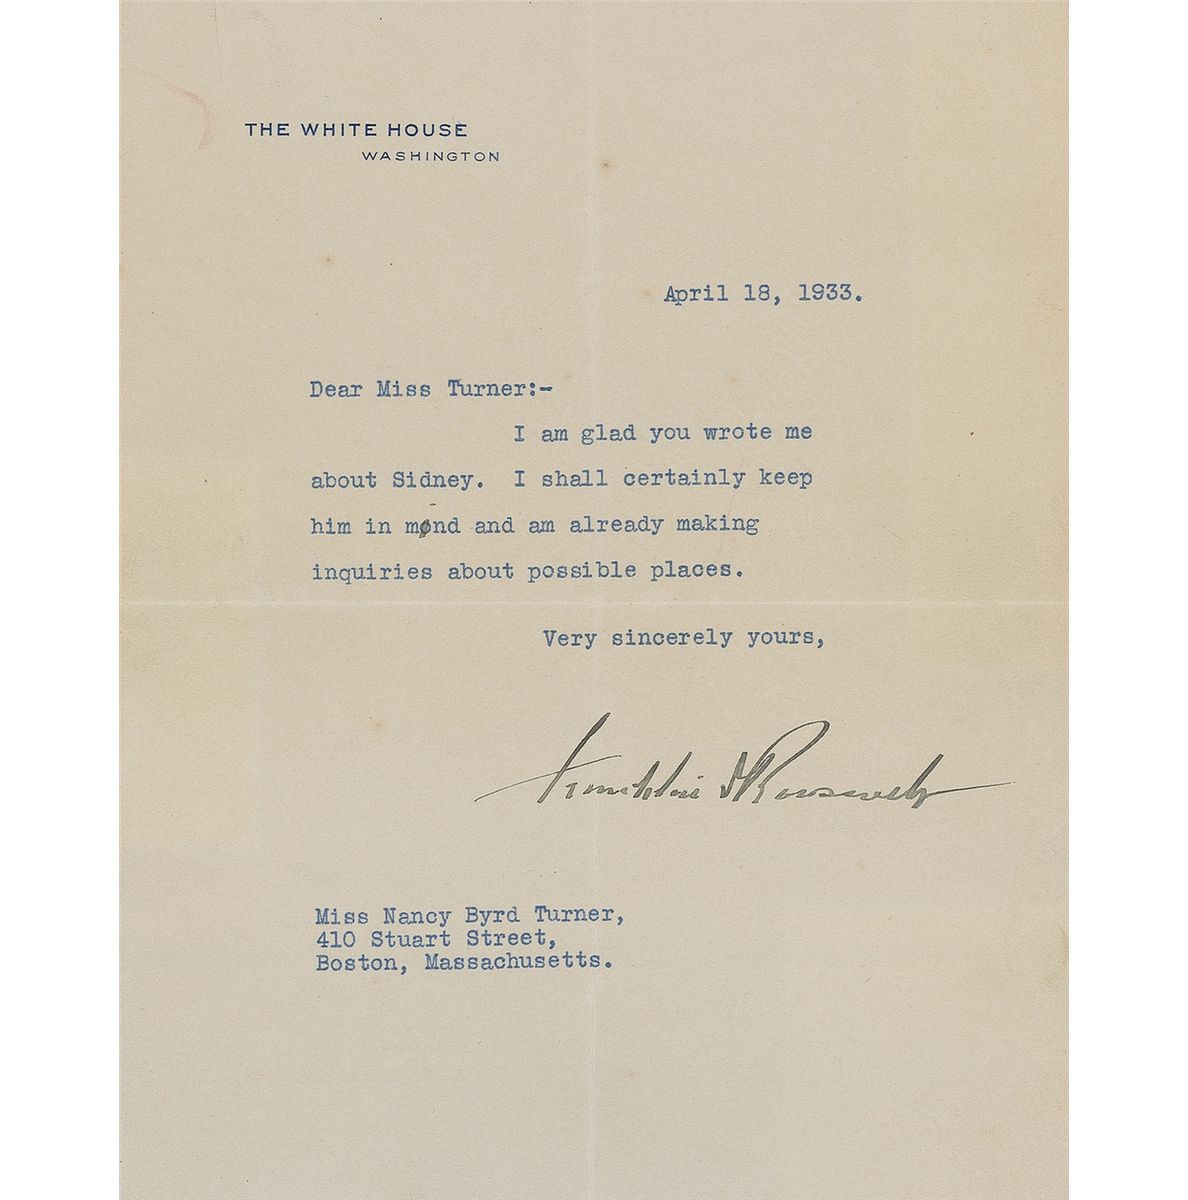 THE WHITE HOUSE
WASHINGTON
April 18, 1933.
Dear Miss Turner:-
I am glad you wrote me
about Sidney. I shall certainly keep
him in mind and am already making
inquiries about possible places.
Very sincerely yours,
Franklin D Roosevelt
Miss Nancy Byrd Turner,
410 Stuart Street,
Boston, Massachusetts.